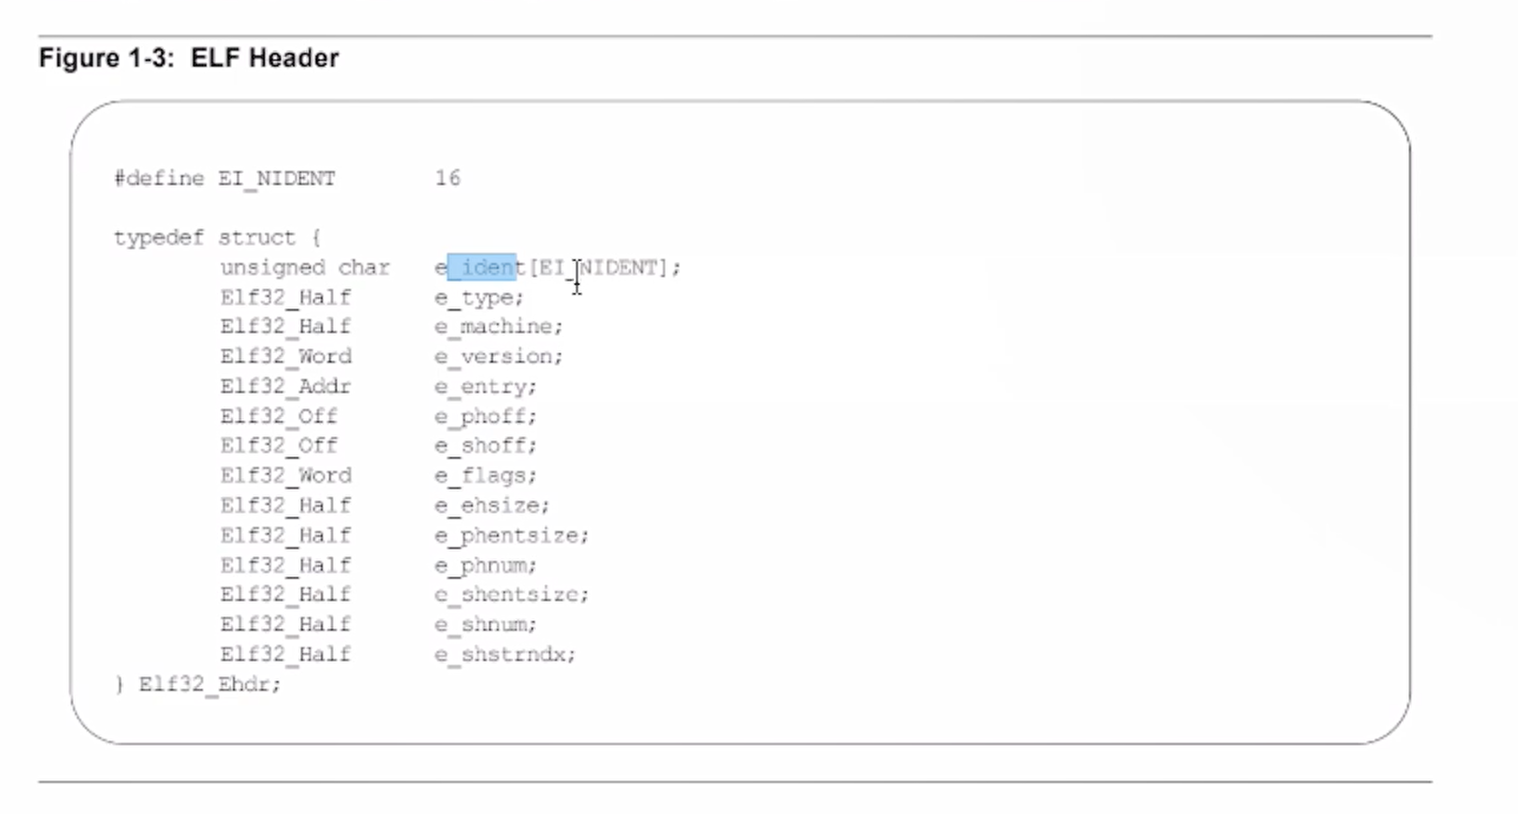 Figure 1-3: ELF Header
#define EI_NIDENT 16
typedef struct {
unsigned char e_ident[EI_NIDENT];
Elf32_Half e_type;
Elf32_Half e_machine;
Elf32_Word e_version;
Elf32_Addr e_entry;
Elf32_Off e_phoff;
Elf32_Off e_shoff;
Elf32_Word e_flags;
Elf32_Half e_ehsize;
Elf32_Half e_phentsize;
Elf32_Half e_phnum;
Elf32_Half e_shentsize;
Elf32_Half e_shnum;
Elf32_Half e_shstrndx;
} Elf32_Ehdr;